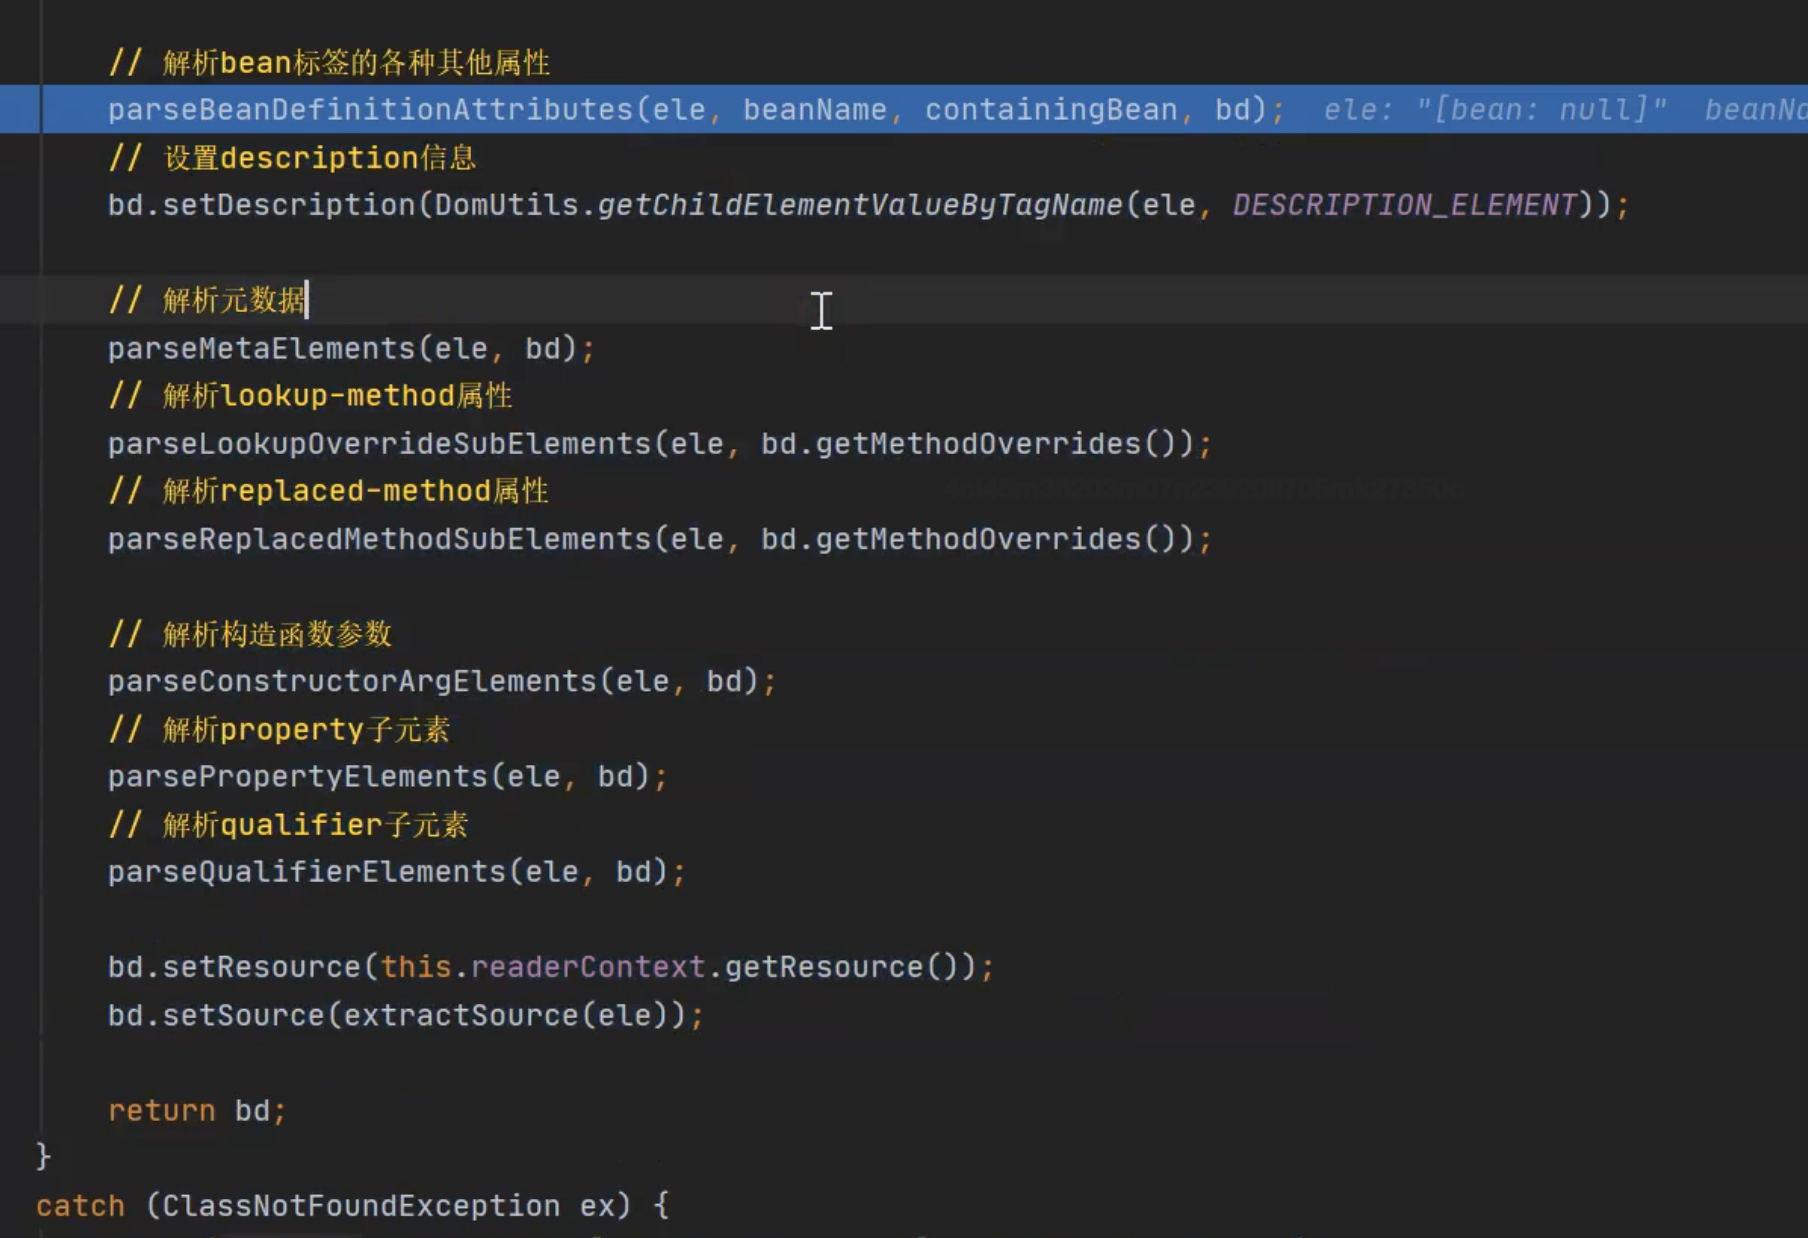 // 解析bean标签的各种其他属性
parseBeanDefinitionAttributes(ele, beanName, containingBean, bd); ele: "[bean: null]" beanNa
// 设置description信息
bd.setDescription(DomUtils.getChildElementValueByTagName(ele, DESCRIPTION_ELEMENT));
// 解析元数据
parseMetaElements(ele, bd);
// 解析lookup-method属性
parseLookupOverrideSubElements(ele, bd.getMethodOverrides());
// 解析replaced-method属性
parseReplacedMethodSubElements(ele, bd.getMethodOverrides());
// 解析构造函数参数
parseConstructorArgElements(ele, bd);
// 解析property子元素
parsePropertyElements(ele, bd);
// 解析qualifier子元素
parseQualifierElements(ele, bd);
bd.setResource(this.readerContext.getResource());
bd.setSource(extractSource(ele));
return bd;
}
catch (ClassNotFoundException ex) {